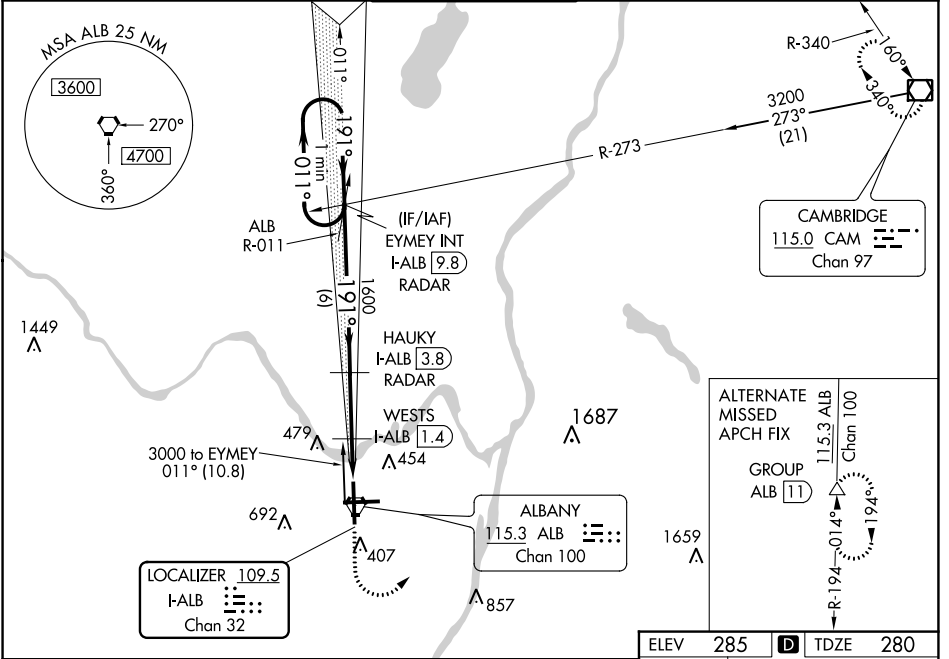 MSA ALB 25 NM
3600
270°
4700
360°
011°
191°
1 min
011°
ALB
R-011
(IF/IAF)
EYMEY INT
I-ALB 9.8
RADAR
R-273
3200
273°
(21)
R-340
160°
340°
CAMBRIDGE
115.0 CAM
Chan 97
1600
191°
(6)
1449
HAUKY
I-ALB 3.8
RADAR
WESTS
I-ALB 1.4
479
454
1687
3000 to EYMEY
011° (10.8)
692
407
ALBANY
115.3 ALB
Chan 100
1659
857
LOCALIZER 109.5
I-ALB
Chan 32
ALTERNATE
MISSED
APCH FIX
115.3 ALB
Chan 100
GROUP
ALB 11
014°
194°
R-194
ELEV 285 D TDZE 280